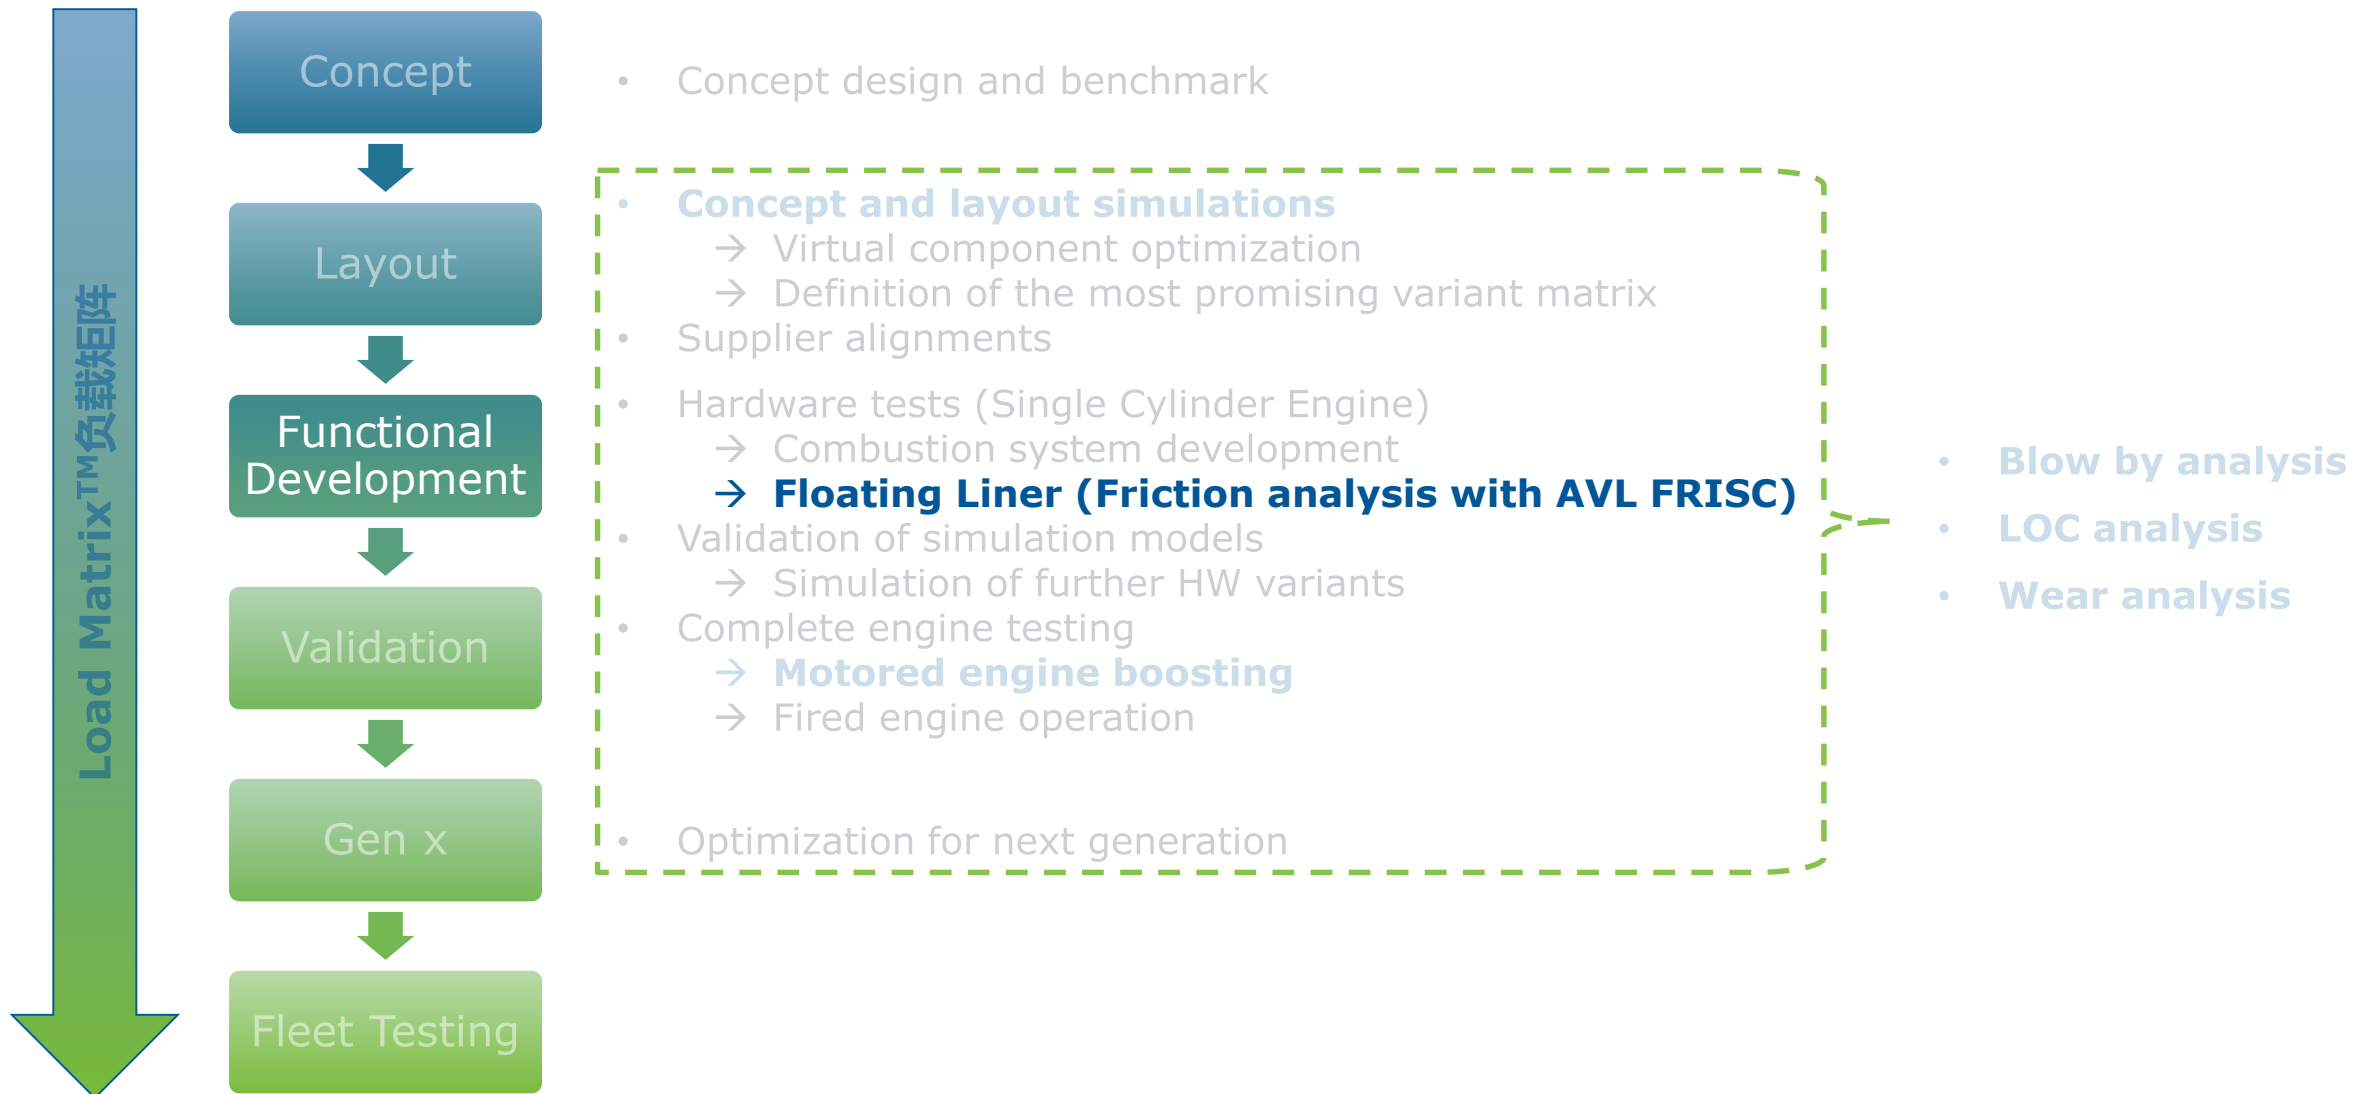 Load Matrix™负载矩阵
Concept
• Concept design and benchmark
Layout
• Concept and layout simulations
→ Virtual component optimization
→ Definition of the most promising variant matrix
• Supplier alignments
Functional
Development
• Hardware tests (Single Cylinder Engine)
→ Combustion system development
→ Floating Liner (Friction analysis with AVL FRISC)
• Validation of simulation models
→ Simulation of further HW variants
Validation
• Complete engine testing
→ Motored engine boosting
→ Fired engine operation
Gen x
• Optimization for next generation
Fleet Testing
• Blow by analysis
• LOC analysis
• Wear analysis